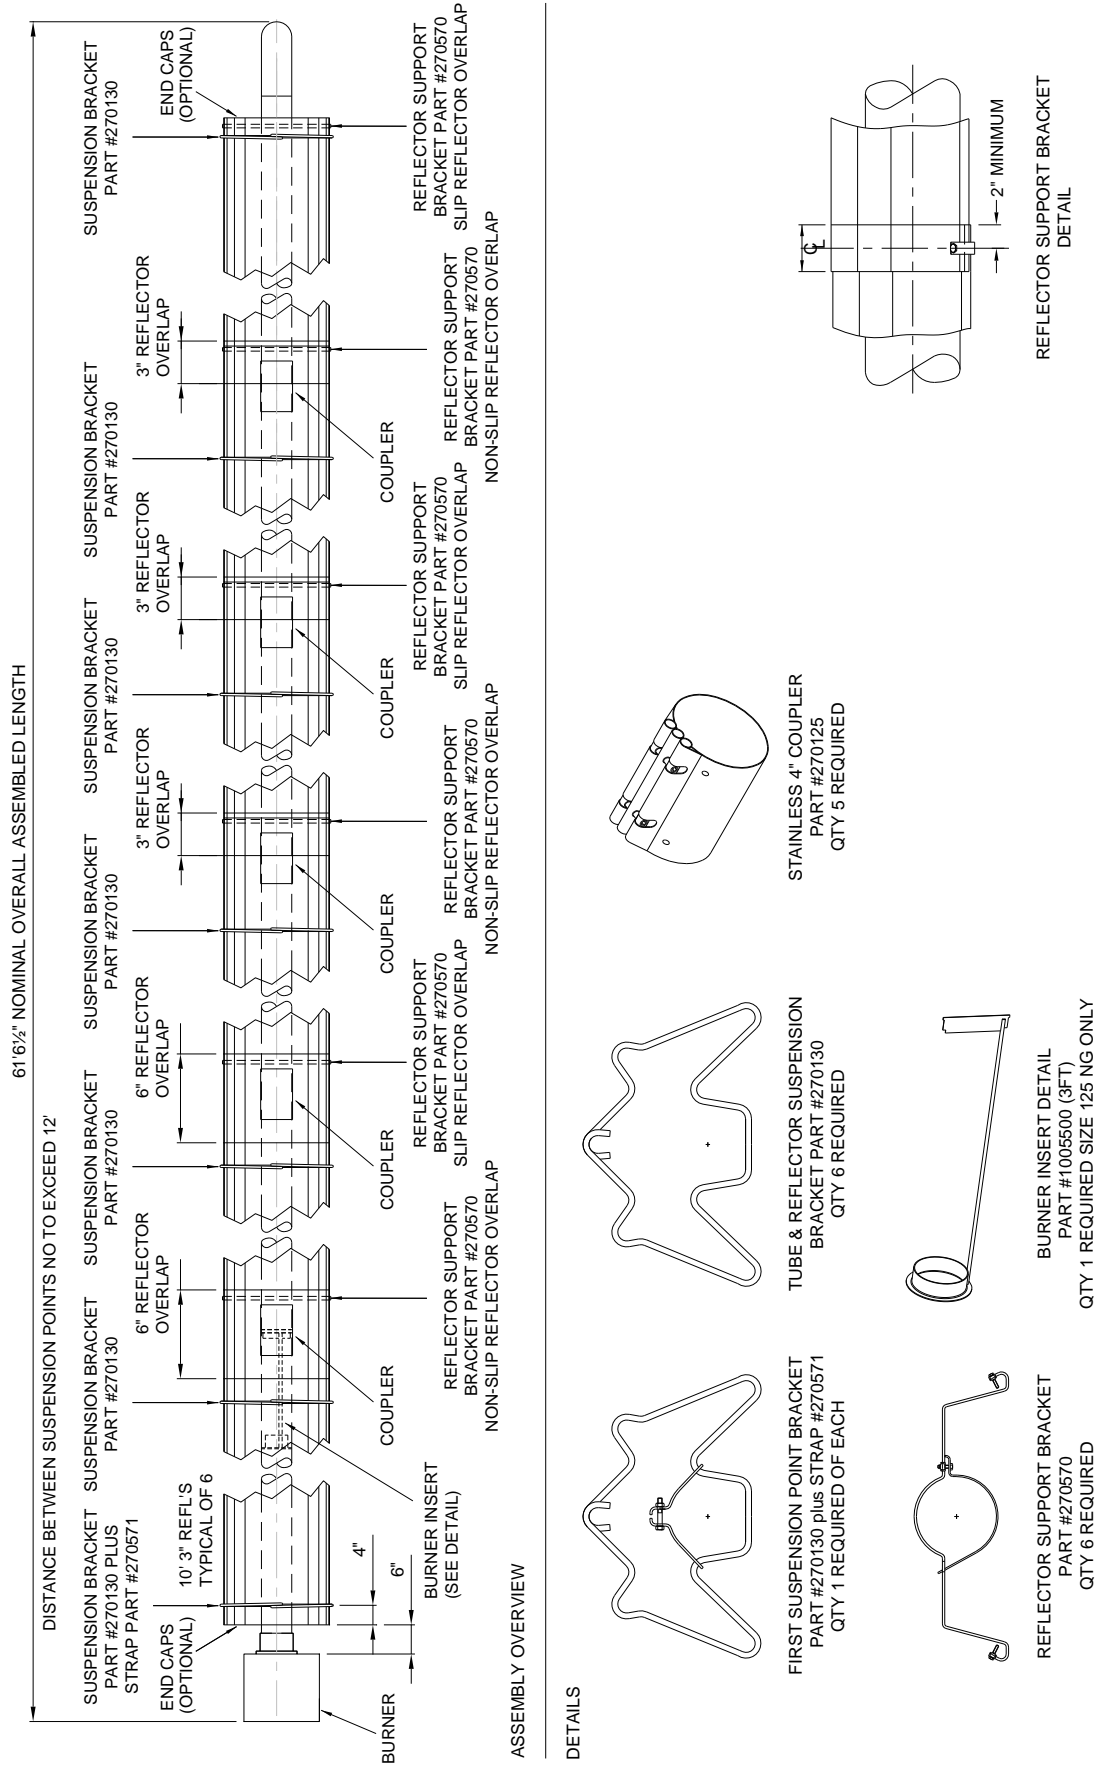 61'6½" NOMINAL OVERALL ASSEMBLED LENGTH
DISTANCE BETWEEN SUSPENSION POINTS NO TO EXCEED 12'
SUSPENSION BRACKET
PART #270130 PLUS
STRAP PART #270571
SUSPENSION BRACKET
PART #270130
SUSPENSION BRACKET
PART #270130
SUSPENSION BRACKET
PART #270130
SUSPENSION BRACKET
PART #270130
SUSPENSION BRACKET
PART #270130
SUSPENSION BRACKET
PART #270130
END CAPS
(OPTIONAL)
10' 3" REFL'S
TYPICAL OF 6
6" REFLECTOR
OVERLAP
6" REFLECTOR
OVERLAP
3" REFLECTOR
OVERLAP
3" REFLECTOR
OVERLAP
3" REFLECTOR
OVERLAP
END CAPS
(OPTIONAL)
4"
6"
BURNER
BURNER INSERT
(SEE DETAIL)
COUPLER
COUPLER
COUPLER
COUPLER
COUPLER
REFLECTOR SUPPORT
BRACKET PART #270570
NON-SLIP REFLECTOR OVERLAP
REFLECTOR SUPPORT
BRACKET PART #270570
SLIP REFLECTOR OVERLAP
REFLECTOR SUPPORT
BRACKET PART #270570
NON-SLIP REFLECTOR OVERLAP
REFLECTOR SUPPORT
BRACKET PART #270570
SLIP REFLECTOR OVERLAP
REFLECTOR SUPPORT
BRACKET PART #270570
NON-SLIP REFLECTOR OVERLAP
REFLECTOR SUPPORT
BRACKET PART #270570
SLIP REFLECTOR OVERLAP
ASSEMBLY OVERVIEW
DETAILS
FIRST SUSPENSION POINT BRACKET
PART #270130 plus STRAP #270571
QTY 1 REQUIRED OF EACH
TUBE & REFLECTOR SUSPENSION
BRACKET PART #270130
QTY 6 REQUIRED
STAINLESS 4" COUPLER
PART #270125
QTY 5 REQUIRED
CL
2" MINIMUM
REFLECTOR SUPPORT BRACKET
DETAIL
REFLECTOR SUPPORT BRACKET
PART #270570
QTY 6 REQUIRED
BURNER INSERT DETAIL
PART #1005500 (3FT)
QTY 1 REQUIRED SIZE 125 NG ONLY